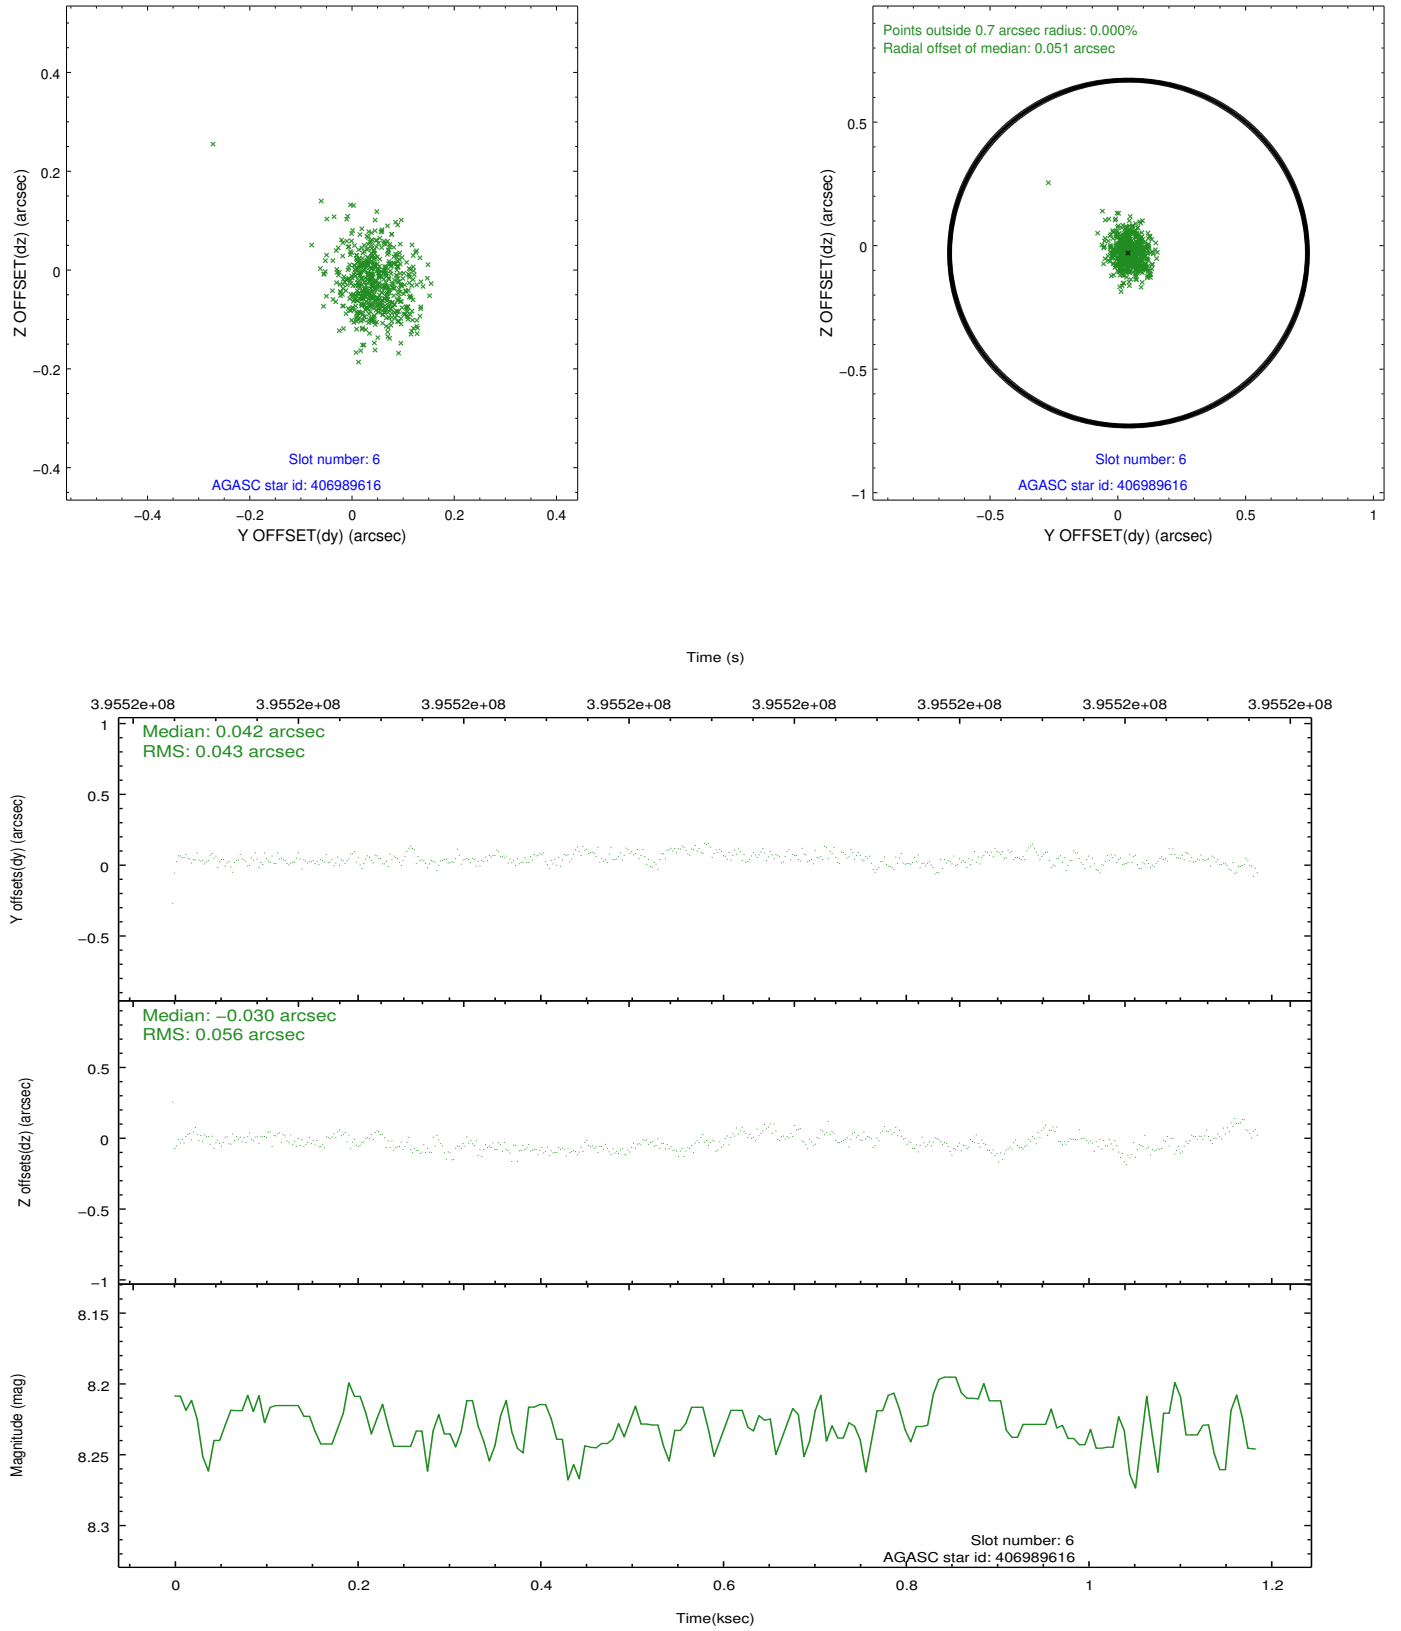 0.4
0.2
0
−0.2
−0.4
Z OFFSET(dz) (arcsec)
Slot number: 6
AGASC star id: 406989616
−0.4 −0.2 0 0.2 0.4
Y OFFSET(dy) (arcsec)
Points outside 0.7 arcsec radius: 0.000%
Radial offset of median: 0.051 arcsec
0.5
0
−0.5
−1
Z OFFSET(dz) (arcsec)
Slot number: 6
AGASC star id: 406989616
−0.5 0 0.5 1
Y OFFSET(dy) (arcsec)
Time (s)
3.9552e+08 3.9552e+08 3.9552e+08 3.9552e+08 3.9552e+08 3.9552e+08 3.9552e+08 3.9552e+08
Median: 0.042 arcsec
RMS: 0.043 arcsec
1
0.5
0
−0.5
Y offsets(dy) (arcsec)
Median: −0.030 arcsec
RMS: 0.056 arcsec
0.5
0
−0.5
−1
Z offsets(dz) (arcsec)
8.15
8.2
8.25
8.3
Magnitude (mag)
Slot number: 6
AGASC star id: 406989616
0 0.2 0.4 0.6 0.8 1 1.2
Time(ksec)